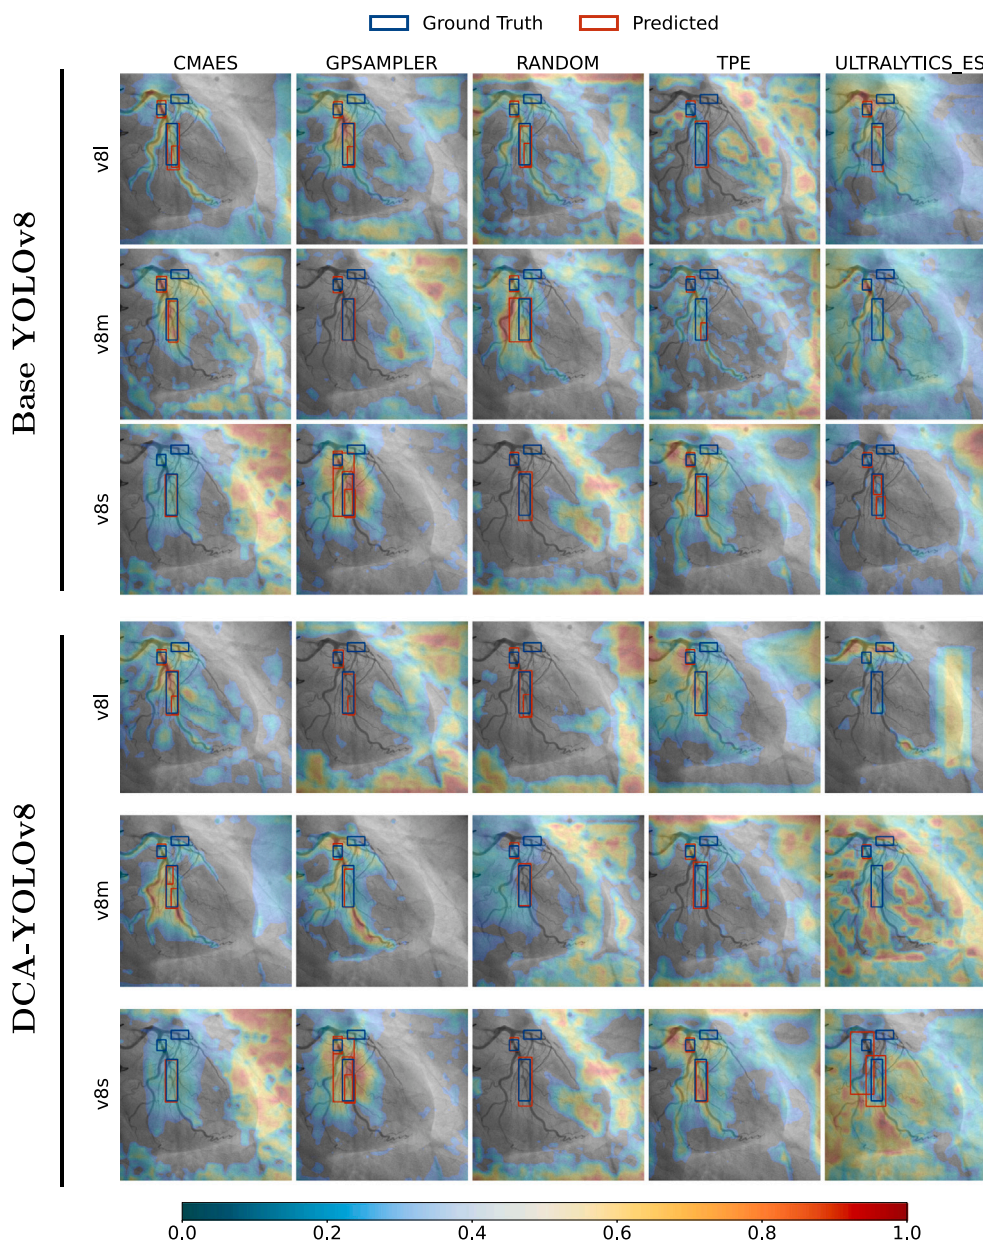 Ground Truth Predicted
CMAES GPSAMPLER RANDOM TPE ULTRALYTICS_ES
Base YOLOv8
v8l
v8m
v8s
DCA-YOLOv8
v8l
v8m
v8s
0.0 0.2 0.4 0.6 0.8 1.0